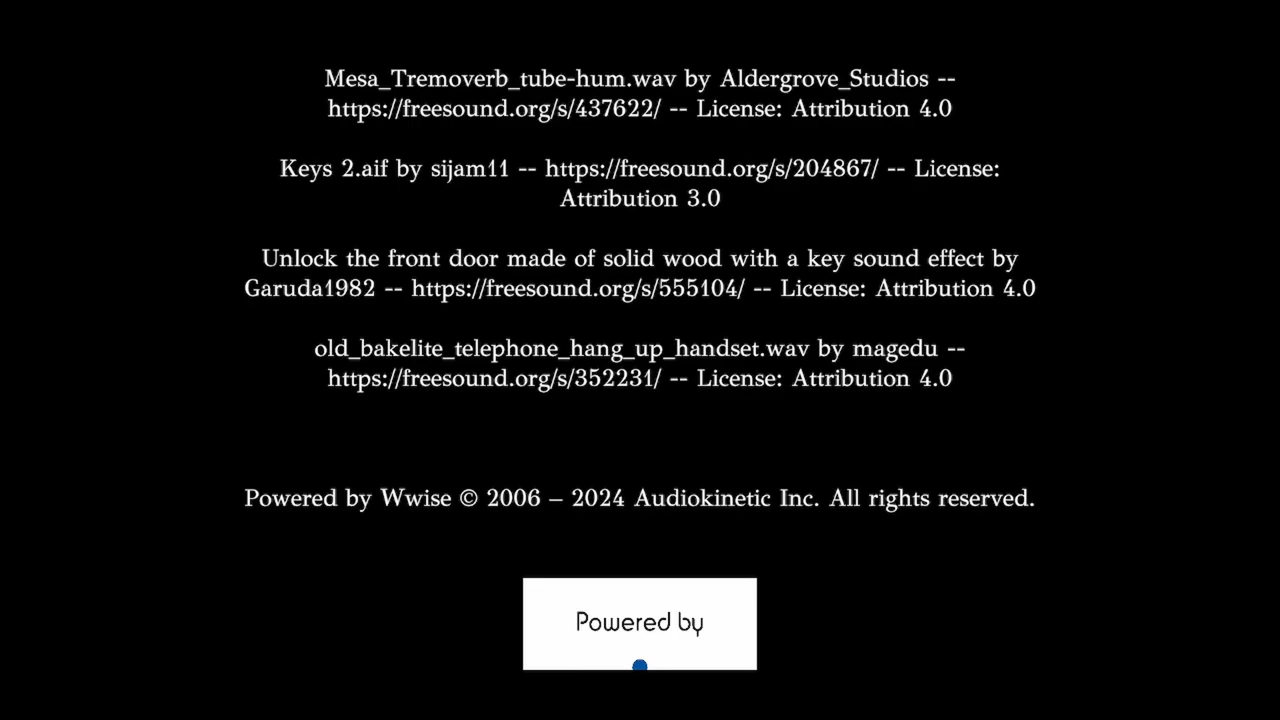 Mesa_Tremoverb_tube-hum.wav by Aldergrove_Studios --
https://freesound.org/s/437622/ -- License: Attribution 4.0
Keys 2.aif by sijam11 -- https://freesound.org/s/204867/ -- License:
Attribution 3.0
Unlock the front door made of solid wood with a key sound effect by
Garuda1982 -- https://freesound.org/s/555104/ -- License: Attribution 4.0
old_bakelite_telephone_hang_up_handset.wav by magedu --
https://freesound.org/s/352231/ -- License: Attribution 4.0
Powered by Wwise © 2006 – 2024 Audiokinetic Inc. All rights reserved.
Powered by